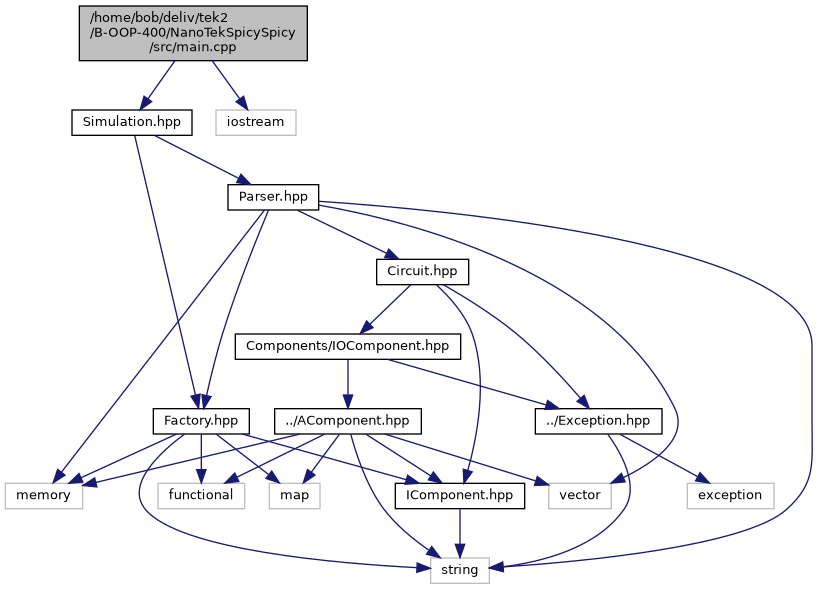 /home/bob/deliv/tek2
/B-OOP-400/NanoTekSpicySpicy
/src/main.cpp
Simulation.hpp
iostream
Parser.hpp
Circuit.hpp
Components/IOComponent.hpp
Factory.hpp
../AComponent.hpp
../Exception.hpp
memory
functional
map
IComponent.hpp
vector
exception
string